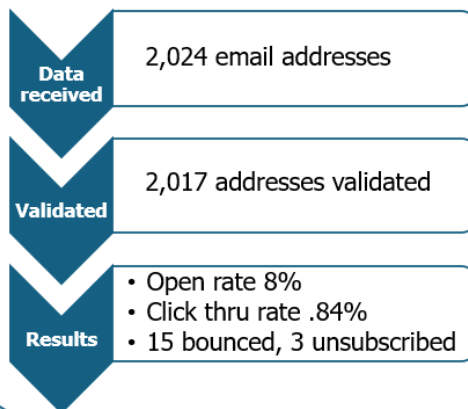 Data
received
2,024 email addresses
Validated
2,017 addresses validated
Results
• Open rate 8%
• Click thru rate .84%
• 15 bounced, 3 unsubscribed